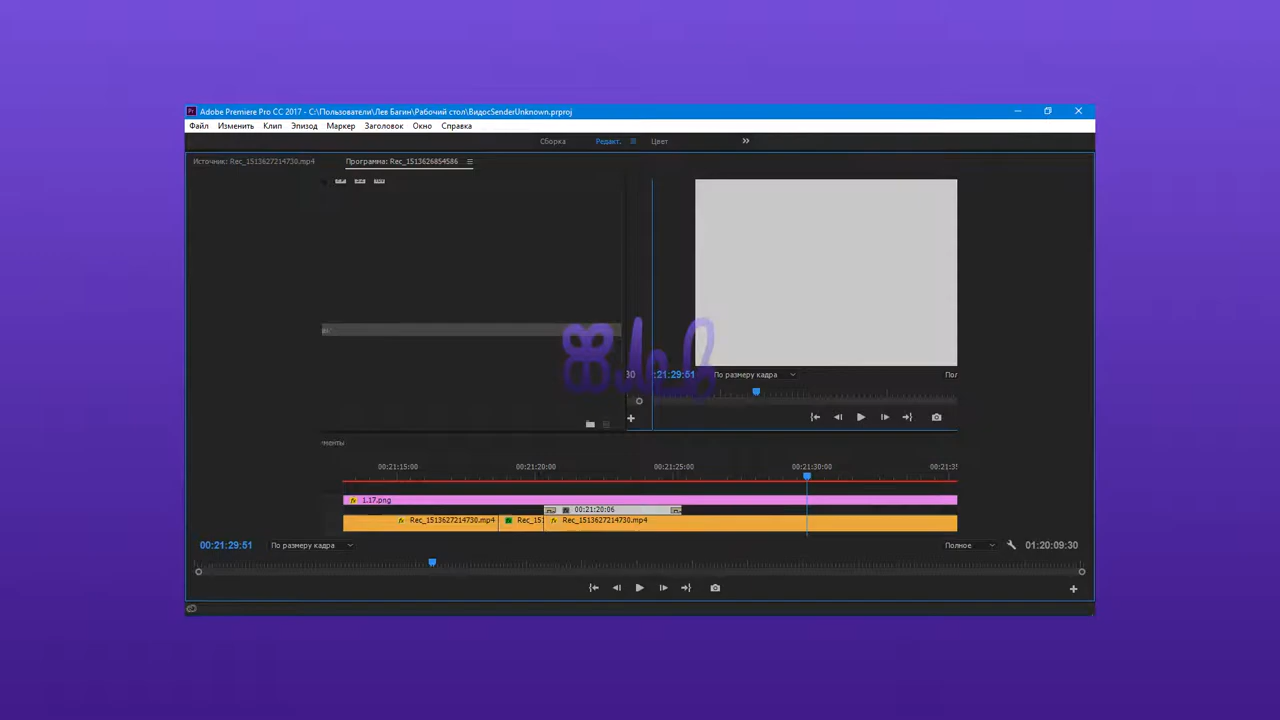 Adobe Premiere Pro CC 2017 - C:\Пользователи\Лев Багин\Рабочий стол\ВидосSenderUnknown.prproj
Файл Изменить Клип Эпизод Маркер Заголовок Окно Справка
Сборка Редакт. Цвет
Источник: Rec_1513627214730.mp4 Программа: Rec_1513626854586
:21:29:51 По размеру кадра
00:21:15:00 00:21:20:00 00:21:25:00 00:21:30:00 00:21:35
1.17.png
00:21:20:06
Rec_1513627214730.mp4 Rec_151 Rec_1513627214730.mp4
00:21:29:51 По размеру кадра Полное 01:20:09:30